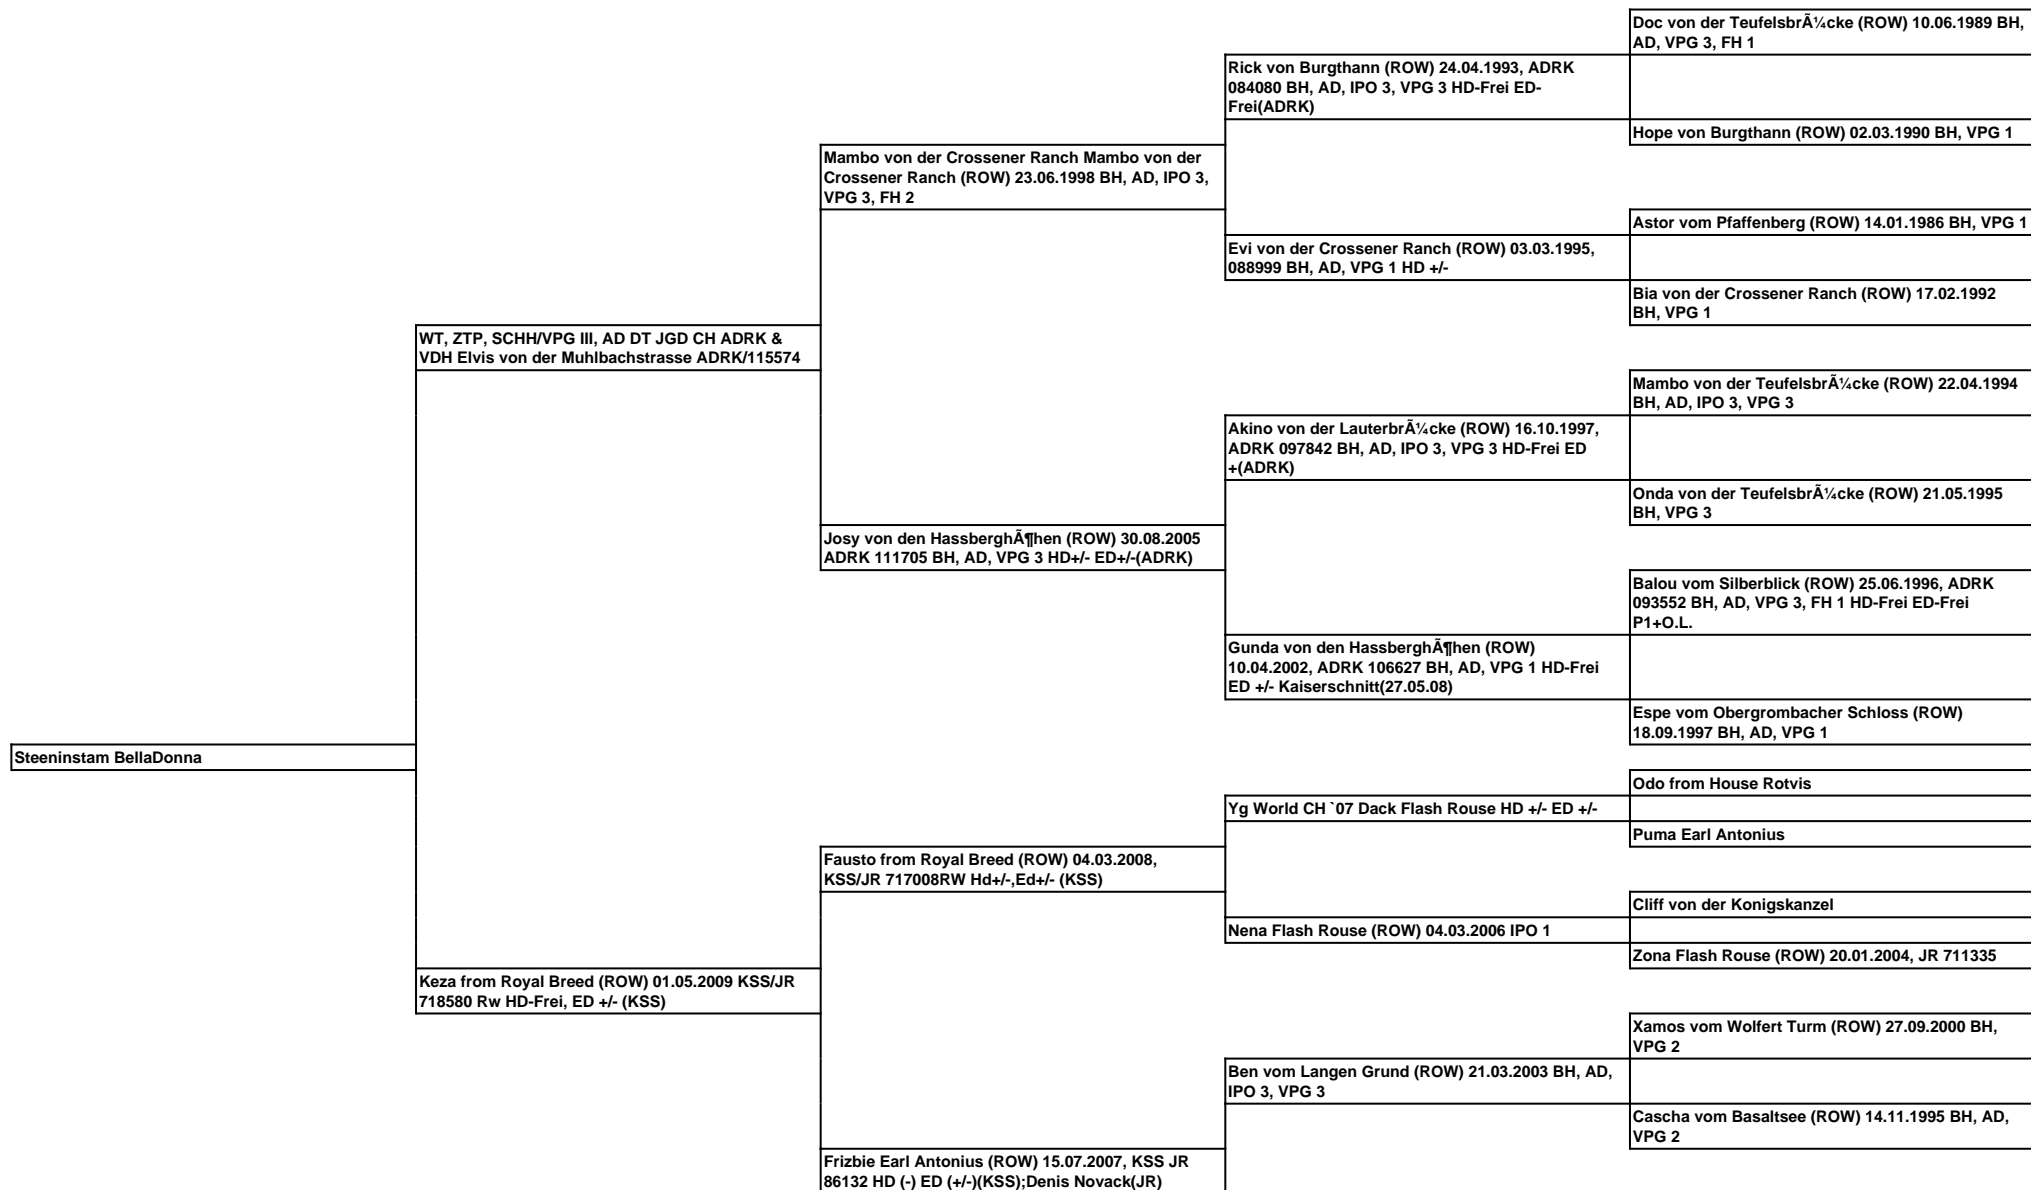 Doc von der TeufelsbrÃ¼cke (ROW) 10.06.1989 BH,
AD, VPG 3, FH 1
Rick von Burgthann (ROW) 24.04.1993, ADRK
084080 BH, AD, IPO 3, VPG 3 HD-Frei ED-
Frei(ADRK)
Hope von Burgthann (ROW) 02.03.1990 BH, VPG 1
Mambo von der Crossener Ranch Mambo von der
Crossener Ranch (ROW) 23.06.1998 BH, AD, IPO 3,
VPG 3, FH 2
Astor vom Pfaffenberg (ROW) 14.01.1986 BH, VPG 1
Evi von der Crossener Ranch (ROW) 03.03.1995,
088999 BH, AD, VPG 1 HD +/-
Bia von der Crossener Ranch (ROW) 17.02.1992
BH, VPG 1
WT, ZTP, SCHH/VPG III, AD DT JGD CH ADRK &
VDH Elvis von der Muhlbachstrasse ADRK/115574
Mambo von der TeufelsbrÃ¼cke (ROW) 22.04.1994
BH, AD, IPO 3, VPG 3
Akino von der LauterbrÃ¼cke (ROW) 16.10.1997,
ADRK 097842 BH, AD, IPO 3, VPG 3 HD-Frei ED
+(ADRK)
Onda von der TeufelsbrÃ¼cke (ROW) 21.05.1995
BH, VPG 3
Josy von den HassberghÃ¶hen (ROW) 30.08.2005
ADRK 111705 BH, AD, VPG 3 HD+/- ED+/-(ADRK)
Balou vom Silberblick (ROW) 25.06.1996, ADRK
093552 BH, AD, VPG 3, FH 1 HD-Frei ED-Frei
P1+O.L.
Gunda von den HassberghÃ¶hen (ROW)
10.04.2002, ADRK 106627 BH, AD, VPG 1 HD-Frei
ED +/- Kaiserschnitt(27.05.08)
Espe vom Obergrombacher Schloss (ROW)
18.09.1997 BH, AD, VPG 1
Steeninstam BellaDonna
Odo from House Rotvis
Yg World CH `07 Dack Flash Rouse HD +/- ED +/-
Puma Earl Antonius
Fausto from Royal Breed (ROW) 04.03.2008,
KSS/JR 717008RW Hd+/-,Ed+/- (KSS)
Cliff von der Konigskanzel
Nena Flash Rouse (ROW) 04.03.2006 IPO 1
Zona Flash Rouse (ROW) 20.01.2004, JR 711335
Keza from Royal Breed (ROW) 01.05.2009 KSS/JR
718580 Rw HD-Frei, ED +/- (KSS)
Xamos vom Wolfert Turm (ROW) 27.09.2000 BH,
VPG 2
Ben vom Langen Grund (ROW) 21.03.2003 BH, AD,
IPO 3, VPG 3
Cascha vom Basaltsee (ROW) 14.11.1995 BH, AD,
VPG 2
Frizbie Earl Antonius (ROW) 15.07.2007, KSS JR
86132 HD (-) ED (+/-)(KSS);Denis Novack(JR)